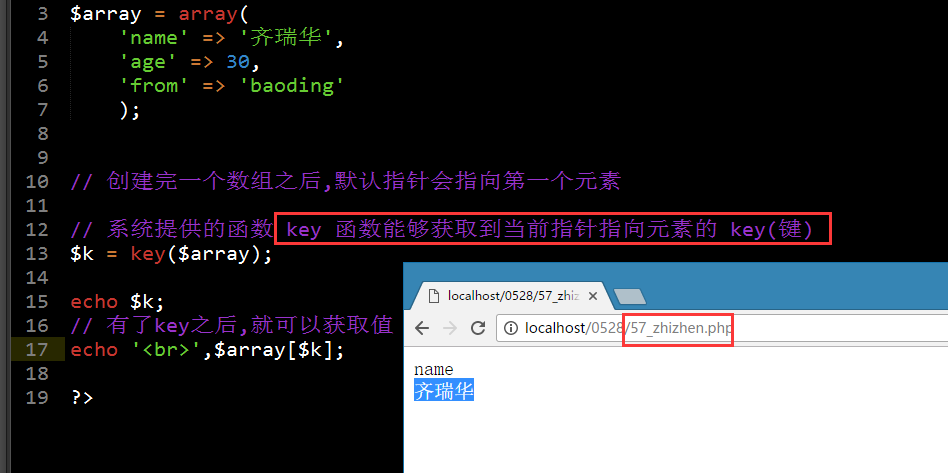 3 $array = array(
4 'name' => '齐瑞华',
5 'age' => 30,
6 'from' => 'baoding'
7 );
8
9
10 // 创建完一个数组之后,默认指针会指向第一个元素
11
12 // 系统提供的函数 key 函数能够获取到当前指针指向元素的 key(键)
13 $k = key($array);
14
15 echo $k;
16 // 有了key之后,就可以获取值
17 echo '<br>',$array[$k];
18
19 ?>
localhost/0528/57_zhiz
localhost/0528/57_zhizhen.php
name
齐瑞华